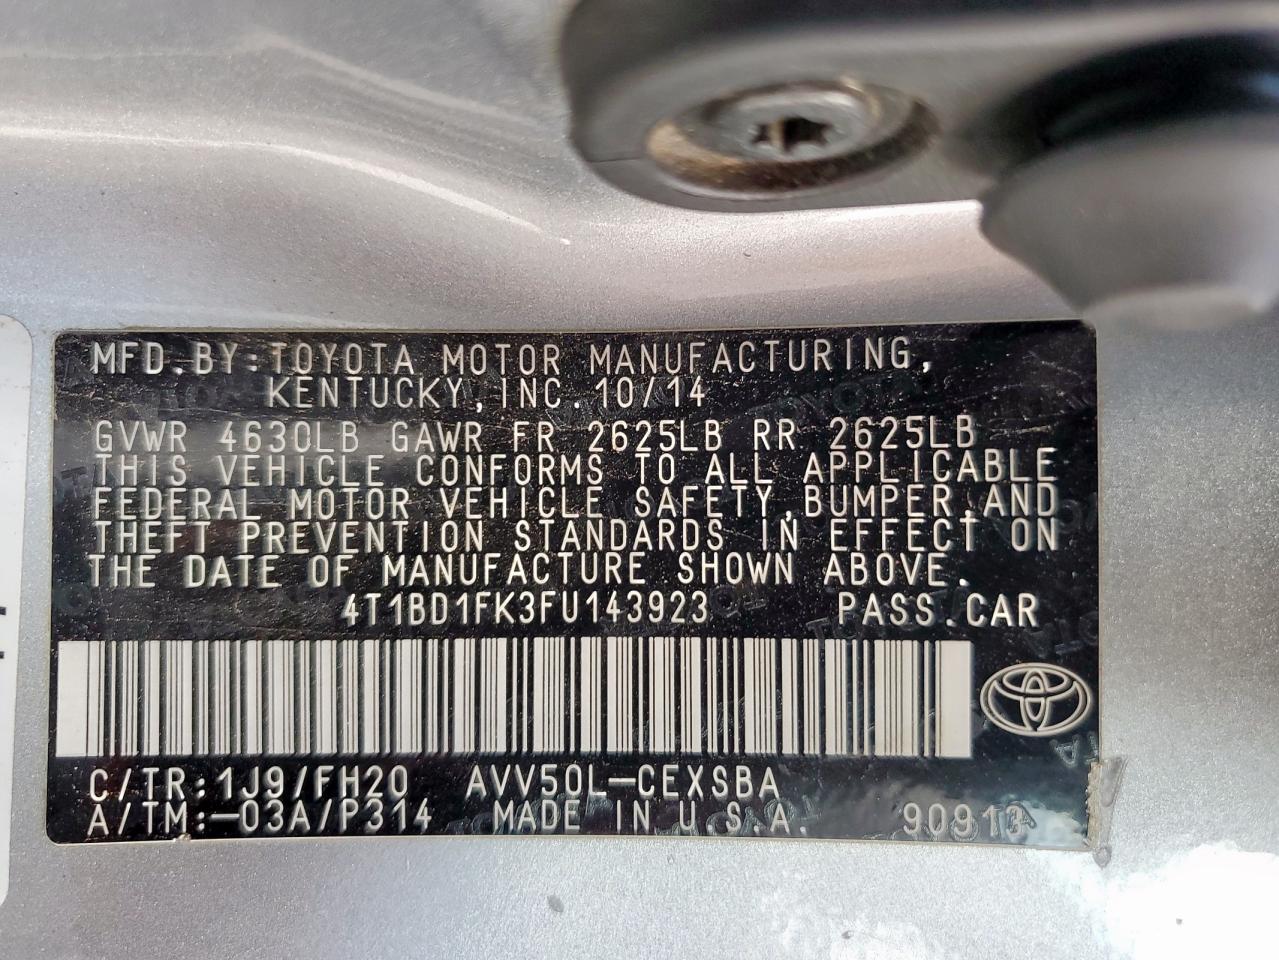 MFD.BY:TOYOTA MOTOR MANUFACTURING,
KENTUCKY,INC. 10/14
GVWR 4630LB GAWR FR 2625LB RR 2625LB
THIS VEHICLE CONFORMS TO ALL APPLICABLE
FEDERAL MOTOR VEHICLE SAFETY,BUMPER,AND
THEFT PREVENTION STANDARDS IN EFFECT ON
THE DATE OF MANUFACTURE SHOWN ABOVE.
4T1BD1FK3FU143923 PASS.CAR
C/TR:1J9/FH20 AVV50L-CEXSBA
A/TM:-03A/P314 MADE IN U.S.A. 90913